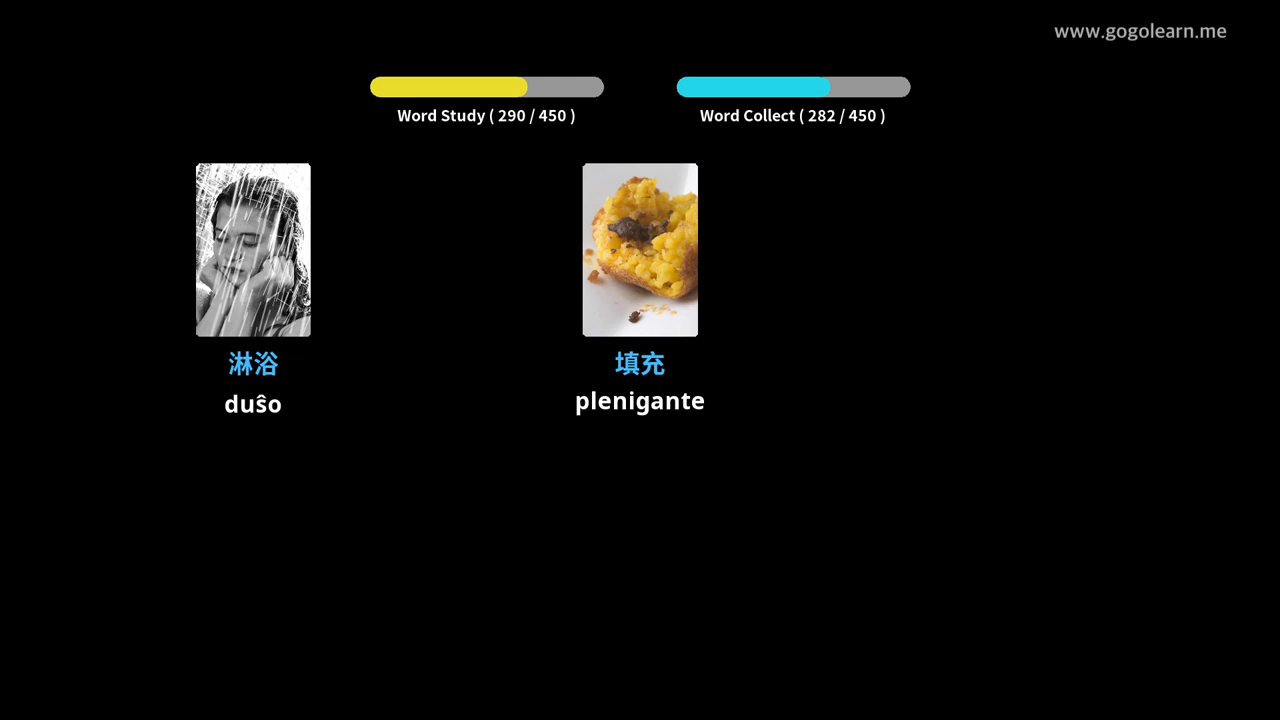 www.gogolearn.me
Word Study ( 290 / 450 )
Word Collect ( 282 / 450 )
淋浴
duŝo
填充
plenigante